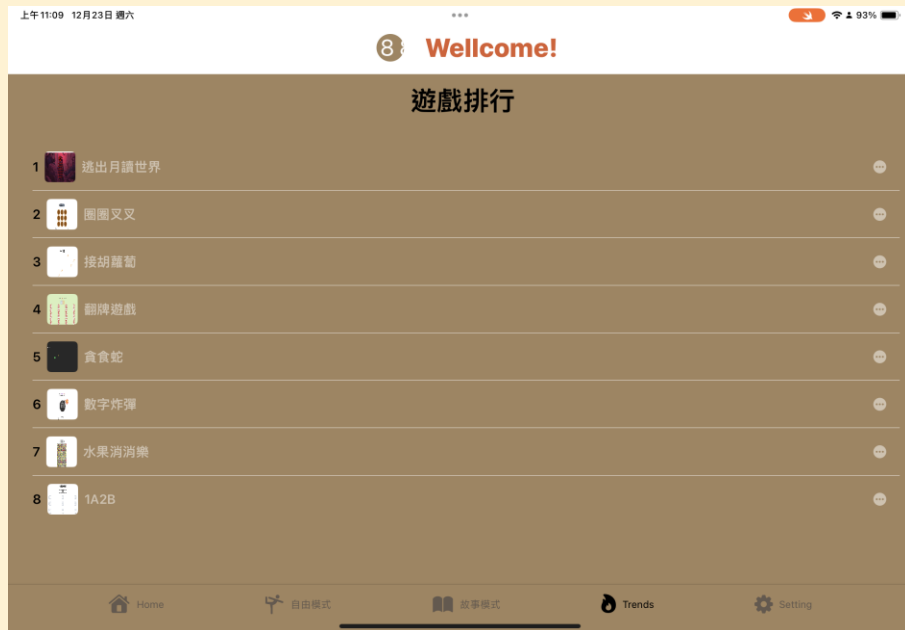 上午11:09 12月23日 週六
93%
8 Wellcome!
遊戲排行
1 逃出月讀世界
2 圈圈叉叉
3 接胡蘿蔔
4 翻牌遊戲
5 貪食蛇
6 數字炸彈
7 水果消消樂
8 1A2B
Home 自由模式 故事模式 Trends Setting